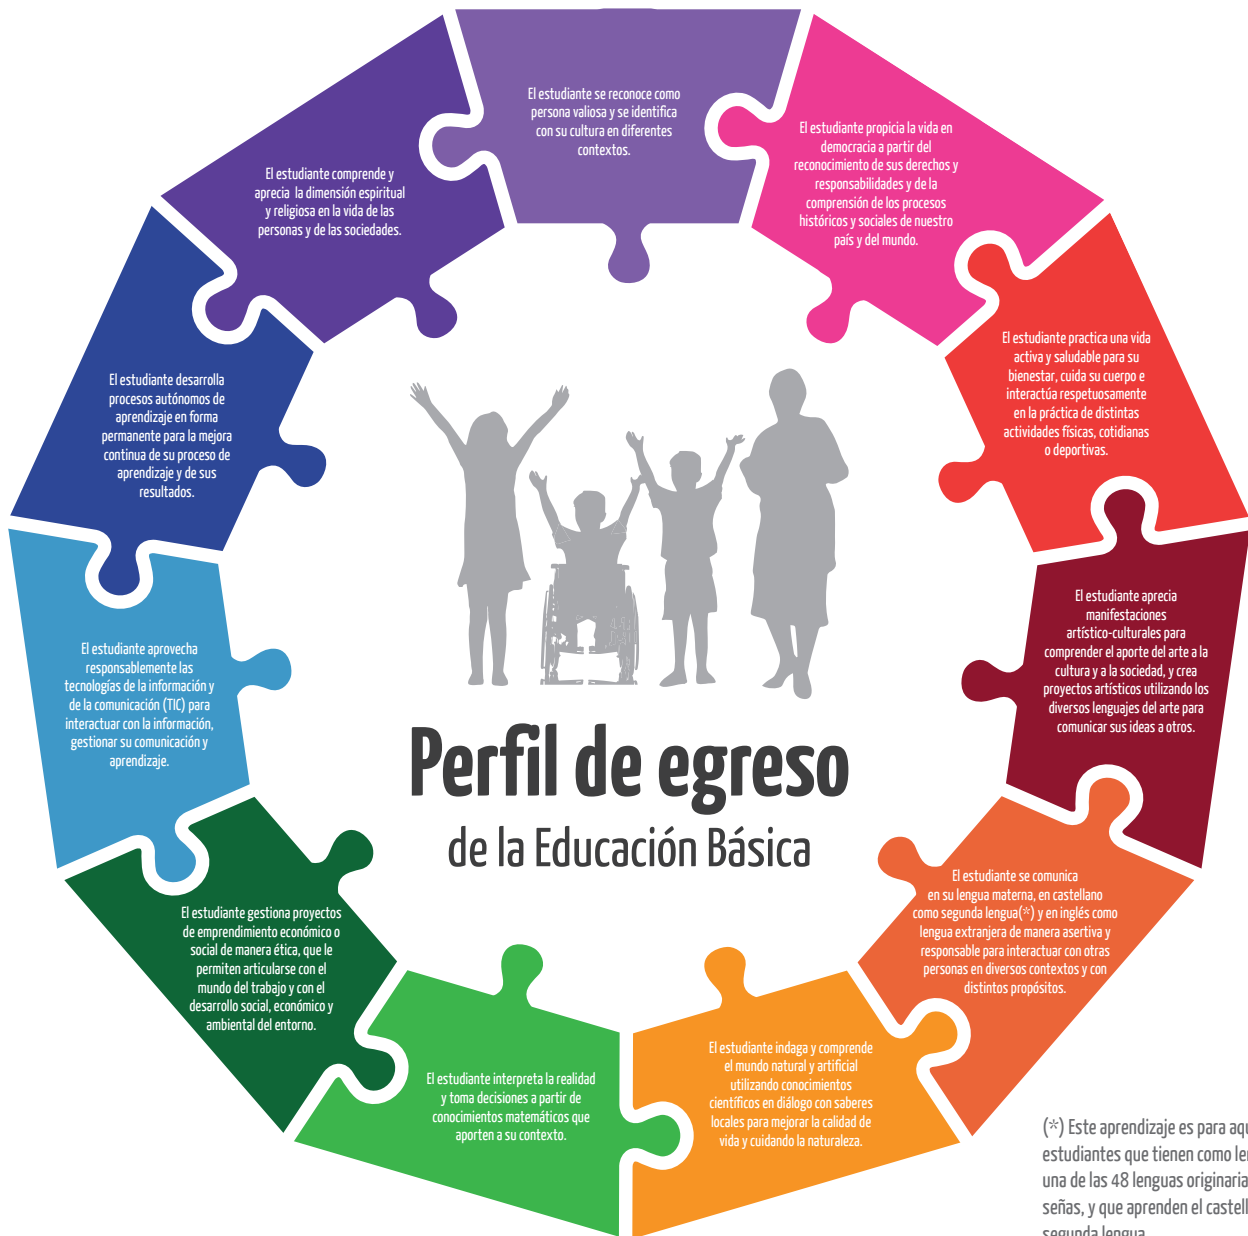 El estudiante se reconoce como
persona valiosa y se identifica
con su cultura en diferentes
contextos.
El estudiante propicia la vida en
democracia a partir del
reconocimiento de sus derechos y
responsabilidades y de la
comprensión de los procesos
históricos y sociales de nuestro
país y del mundo.
El estudiante practica una vida
activa y saludable para su
bienestar, cuida su cuerpo e
interactúa respetuosamente
en la práctica de distintas
actividades físicas, cotidianas
o deportivas.
El estudiante aprecia
manifestaciones
artístico-culturales para
comprender el aporte del arte a la
cultura y a la sociedad, y crea
proyectos artísticos utilizando los
diversos lenguajes del arte para
comunicar sus ideas a otros.
El estudiante se comunica
en su lengua materna, en castellano
como segunda lengua(*) y en inglés como
lengua extranjera de manera asertiva y
responsable para interactuar con otras
personas en diversos contextos y con
distintos propósitos.
El estudiante indaga y comprende
el mundo natural y artificial
utilizando conocimientos
científicos en diálogo con saberes
locales para mejorar la calidad de
vida y cuidando la naturaleza.
El estudiante interpreta la realidad
y toma decisiones a partir de
conocimientos matemáticos que
aporten a su contexto.
El estudiante gestiona proyectos
de emprendimiento económico o
social de manera ética, que le
permiten articularse con el
mundo del trabajo y con el
desarrollo social, económico y
ambiental del entorno.
El estudiante aprovecha
responsablemente las
tecnologías de la información y
de la comunicación (TIC) para
interactuar con la información,
gestionar su comunicación y
aprendizaje.
El estudiante desarrolla
procesos autónomos de
aprendizaje en forma
permanente para la mejora
continua de su proceso de
aprendizaje y de sus
resultados.
El estudiante comprende y
aprecia la dimensión espiritual
y religiosa en la vida de las
personas y de las sociedades.
Perfil de egreso
de la Educación Básica
(*) Este aprendizaje es para
estudiantes que tienen como
una de las 48 lenguas
señas, y que aprenden el
segunda lengua